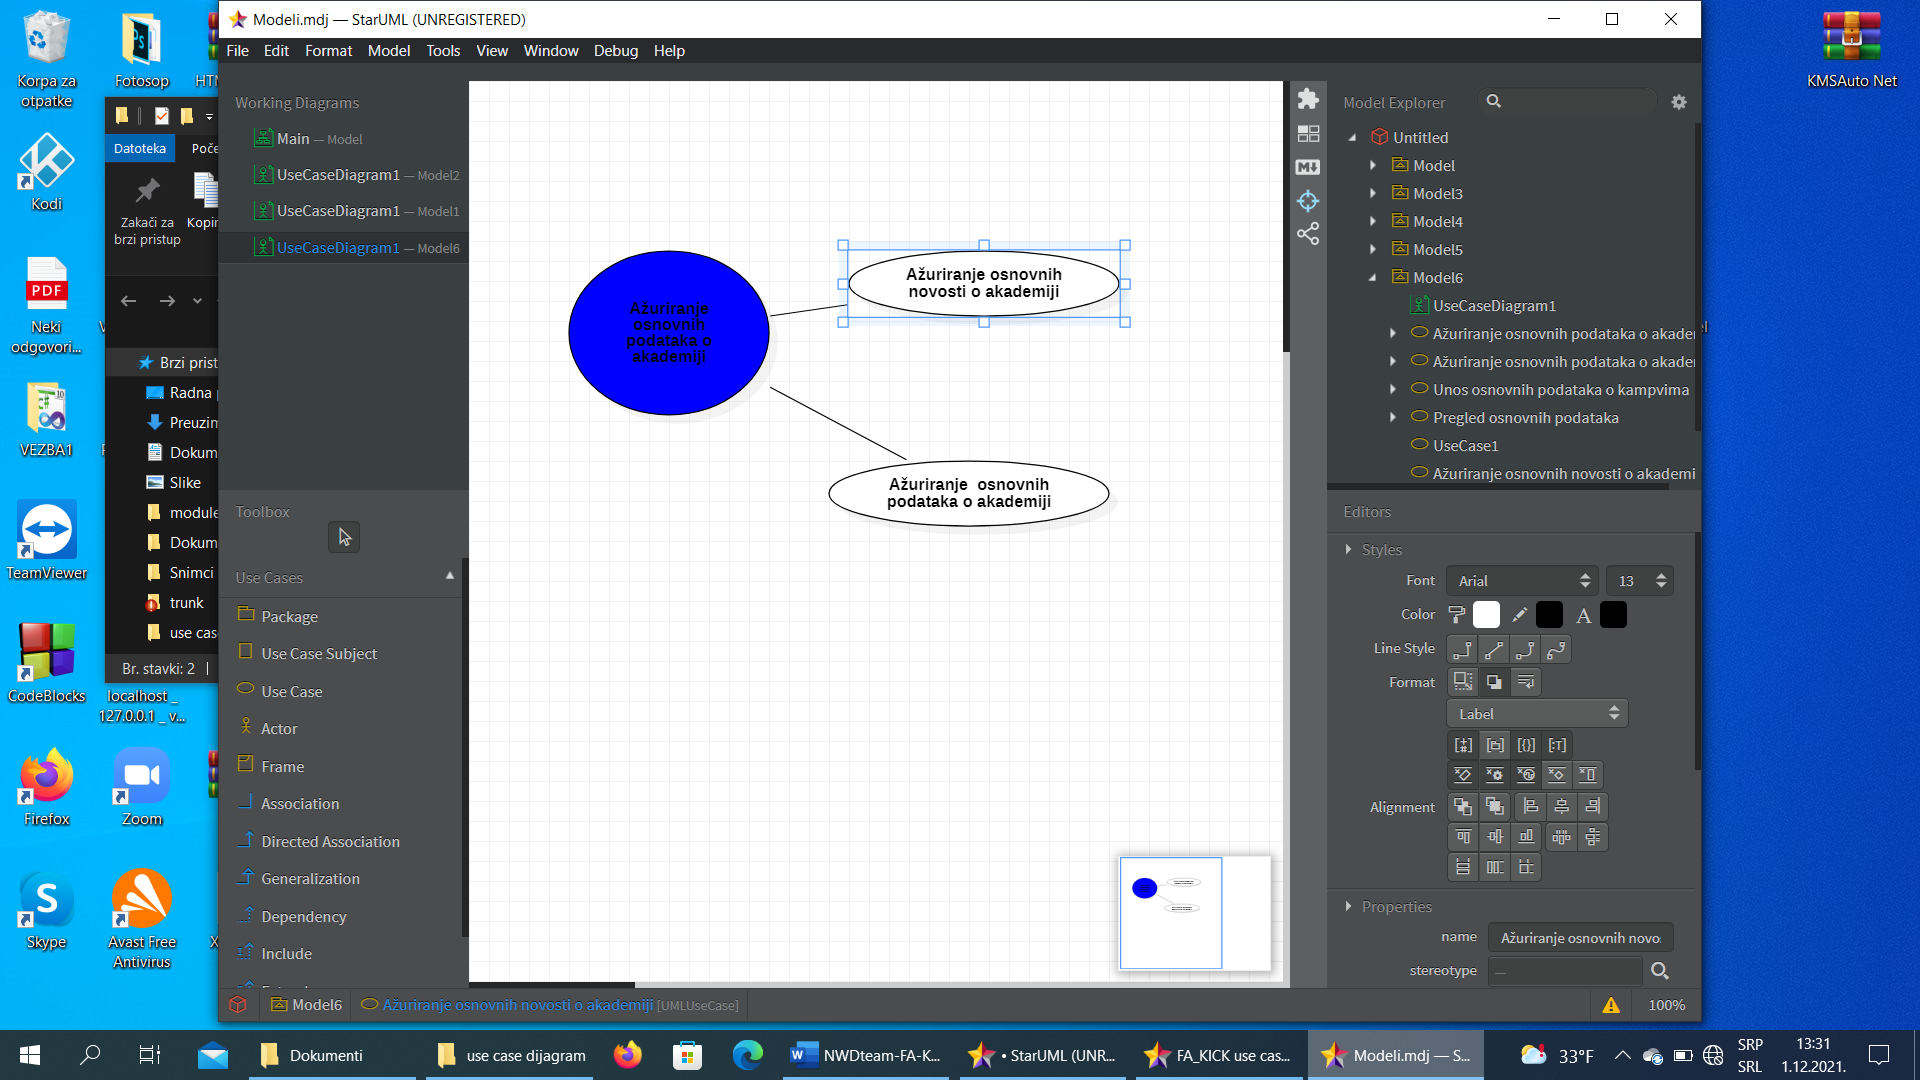 Modeli.mdj — StarUML (UNREGISTERED)
File Edit Format Model Tools View Window Debug Help
Korpa za
otpatke
Fotosop
KMSAuto Net
Kodi
Neki
odgovori...
VEZBA1
TeamViewer
CodeBlocks
localhost _
127.0.0.1 _ v...
Firefox
Zoom
Skype
Avast Free
Antivirus
Datoteka
Zakači za
brzi pristup
Brzi prist
Radna
Preuzim
Dokum
Slike
module
Dokum
Snimci
trunk
use cas
Br. stavki: 2
Working Diagrams
Main — Model
UseCaseDiagram1 — Model2
UseCaseDiagram1 — Model1
UseCaseDiagram1 — Model6
Toolbox
Use Cases
Package
Use Case Subject
Use Case
Actor
Frame
Association
Directed Association
Generalization
Dependency
Include
Ažuriranje
osnovnih
podataka o
akademiji
Ažuriranje osnovnih
novosti o akademiji
Ažuriranje  osnovnih
podataka o akademiji
Model Explorer
Untitled
Model
Model3
Model4
Model5
Model6
UseCaseDiagram1
Ažuriranje osnovnih podataka o akader
Ažuriranje osnovnih podataka o akader
Unos osnovnih podataka o kampvima
Pregled osnovnih podataka
UseCase1
Ažuriranje osnovnih novosti o akademi
Editors
Styles
Font Arial 13
Color
Line Style
Format
Label
Alignment
Properties
name Ažuriranje osnovnih novo
stereotype —
Model6 Ažuriranje osnovnih novosti o akademiji [UMLUseCase]
100%
Dokumenti
use case dijagram
NWDteam-FA-K...
• StarUML (UNR...
FA_KICK use cas...
Modeli.mdj — S...
33°F
SRP
SRL
13:31
1.12.2021.